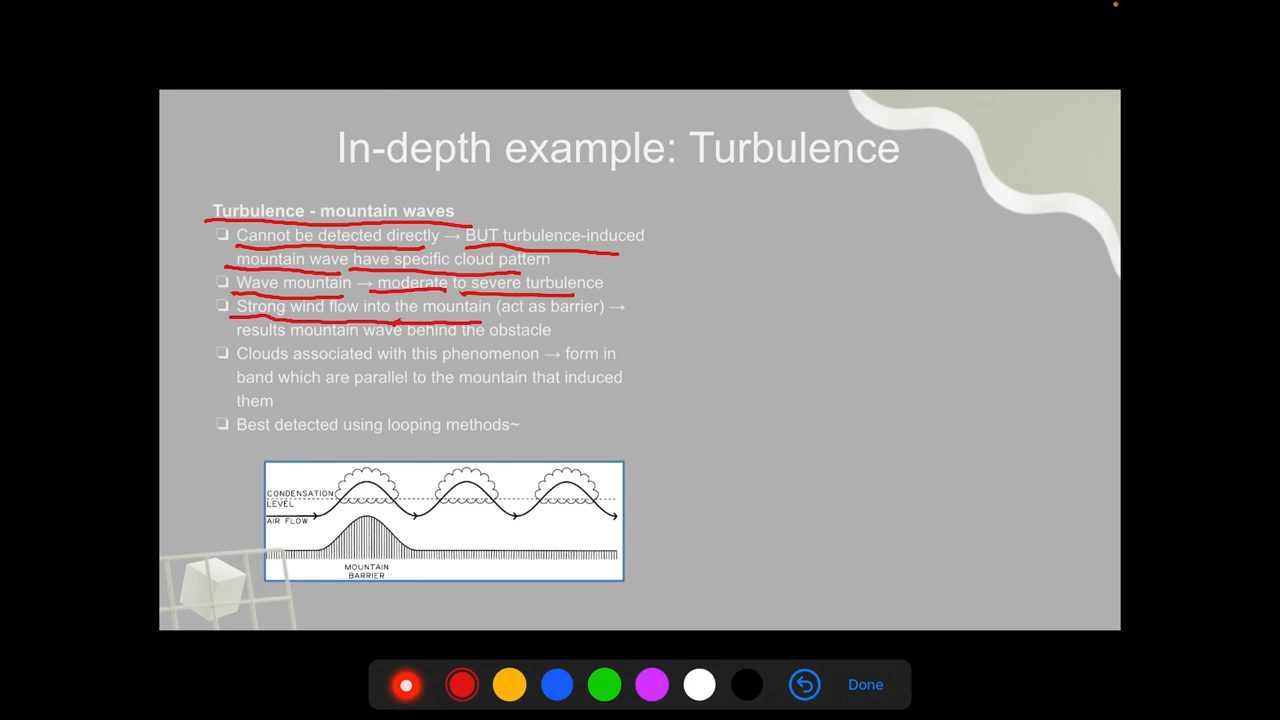 In-depth example: Turbulence
Turbulence - mountain waves
❑ Cannot be detected directly → BUT turbulence-induced
mountain wave have specific cloud pattern
❑ Wave mountain → moderate to severe turbulence
❑ Strong wind flow into the mountain (act as barrier) →
results mountain wave behind the obstacle
❑ Clouds associated with this phenomenon → form in
band which are parallel to the mountain that induced
them
❑ Best detected using looping methods~
CONDENSATION
LEVEL
AIR FLOW
MOUNTAIN
BARRIER
Done